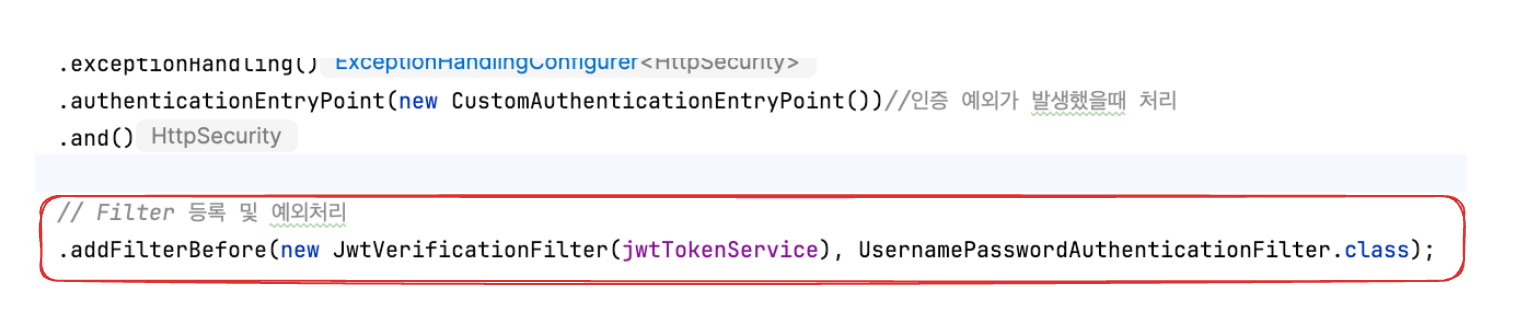 .exceptionHandling() ExceptionHandlingConfigurer<HttpSecurity>
.authenticationEntryPoint(new CustomAuthenticationEntryPoint())//인증 예외가 발생했을때 처리
.and() HttpSecurity
// Filter 등록 및 예외처리
.addFilterBefore(new JwtVerificationFilter(jwtTokenService), UsernamePasswordAuthenticationFilter.class);